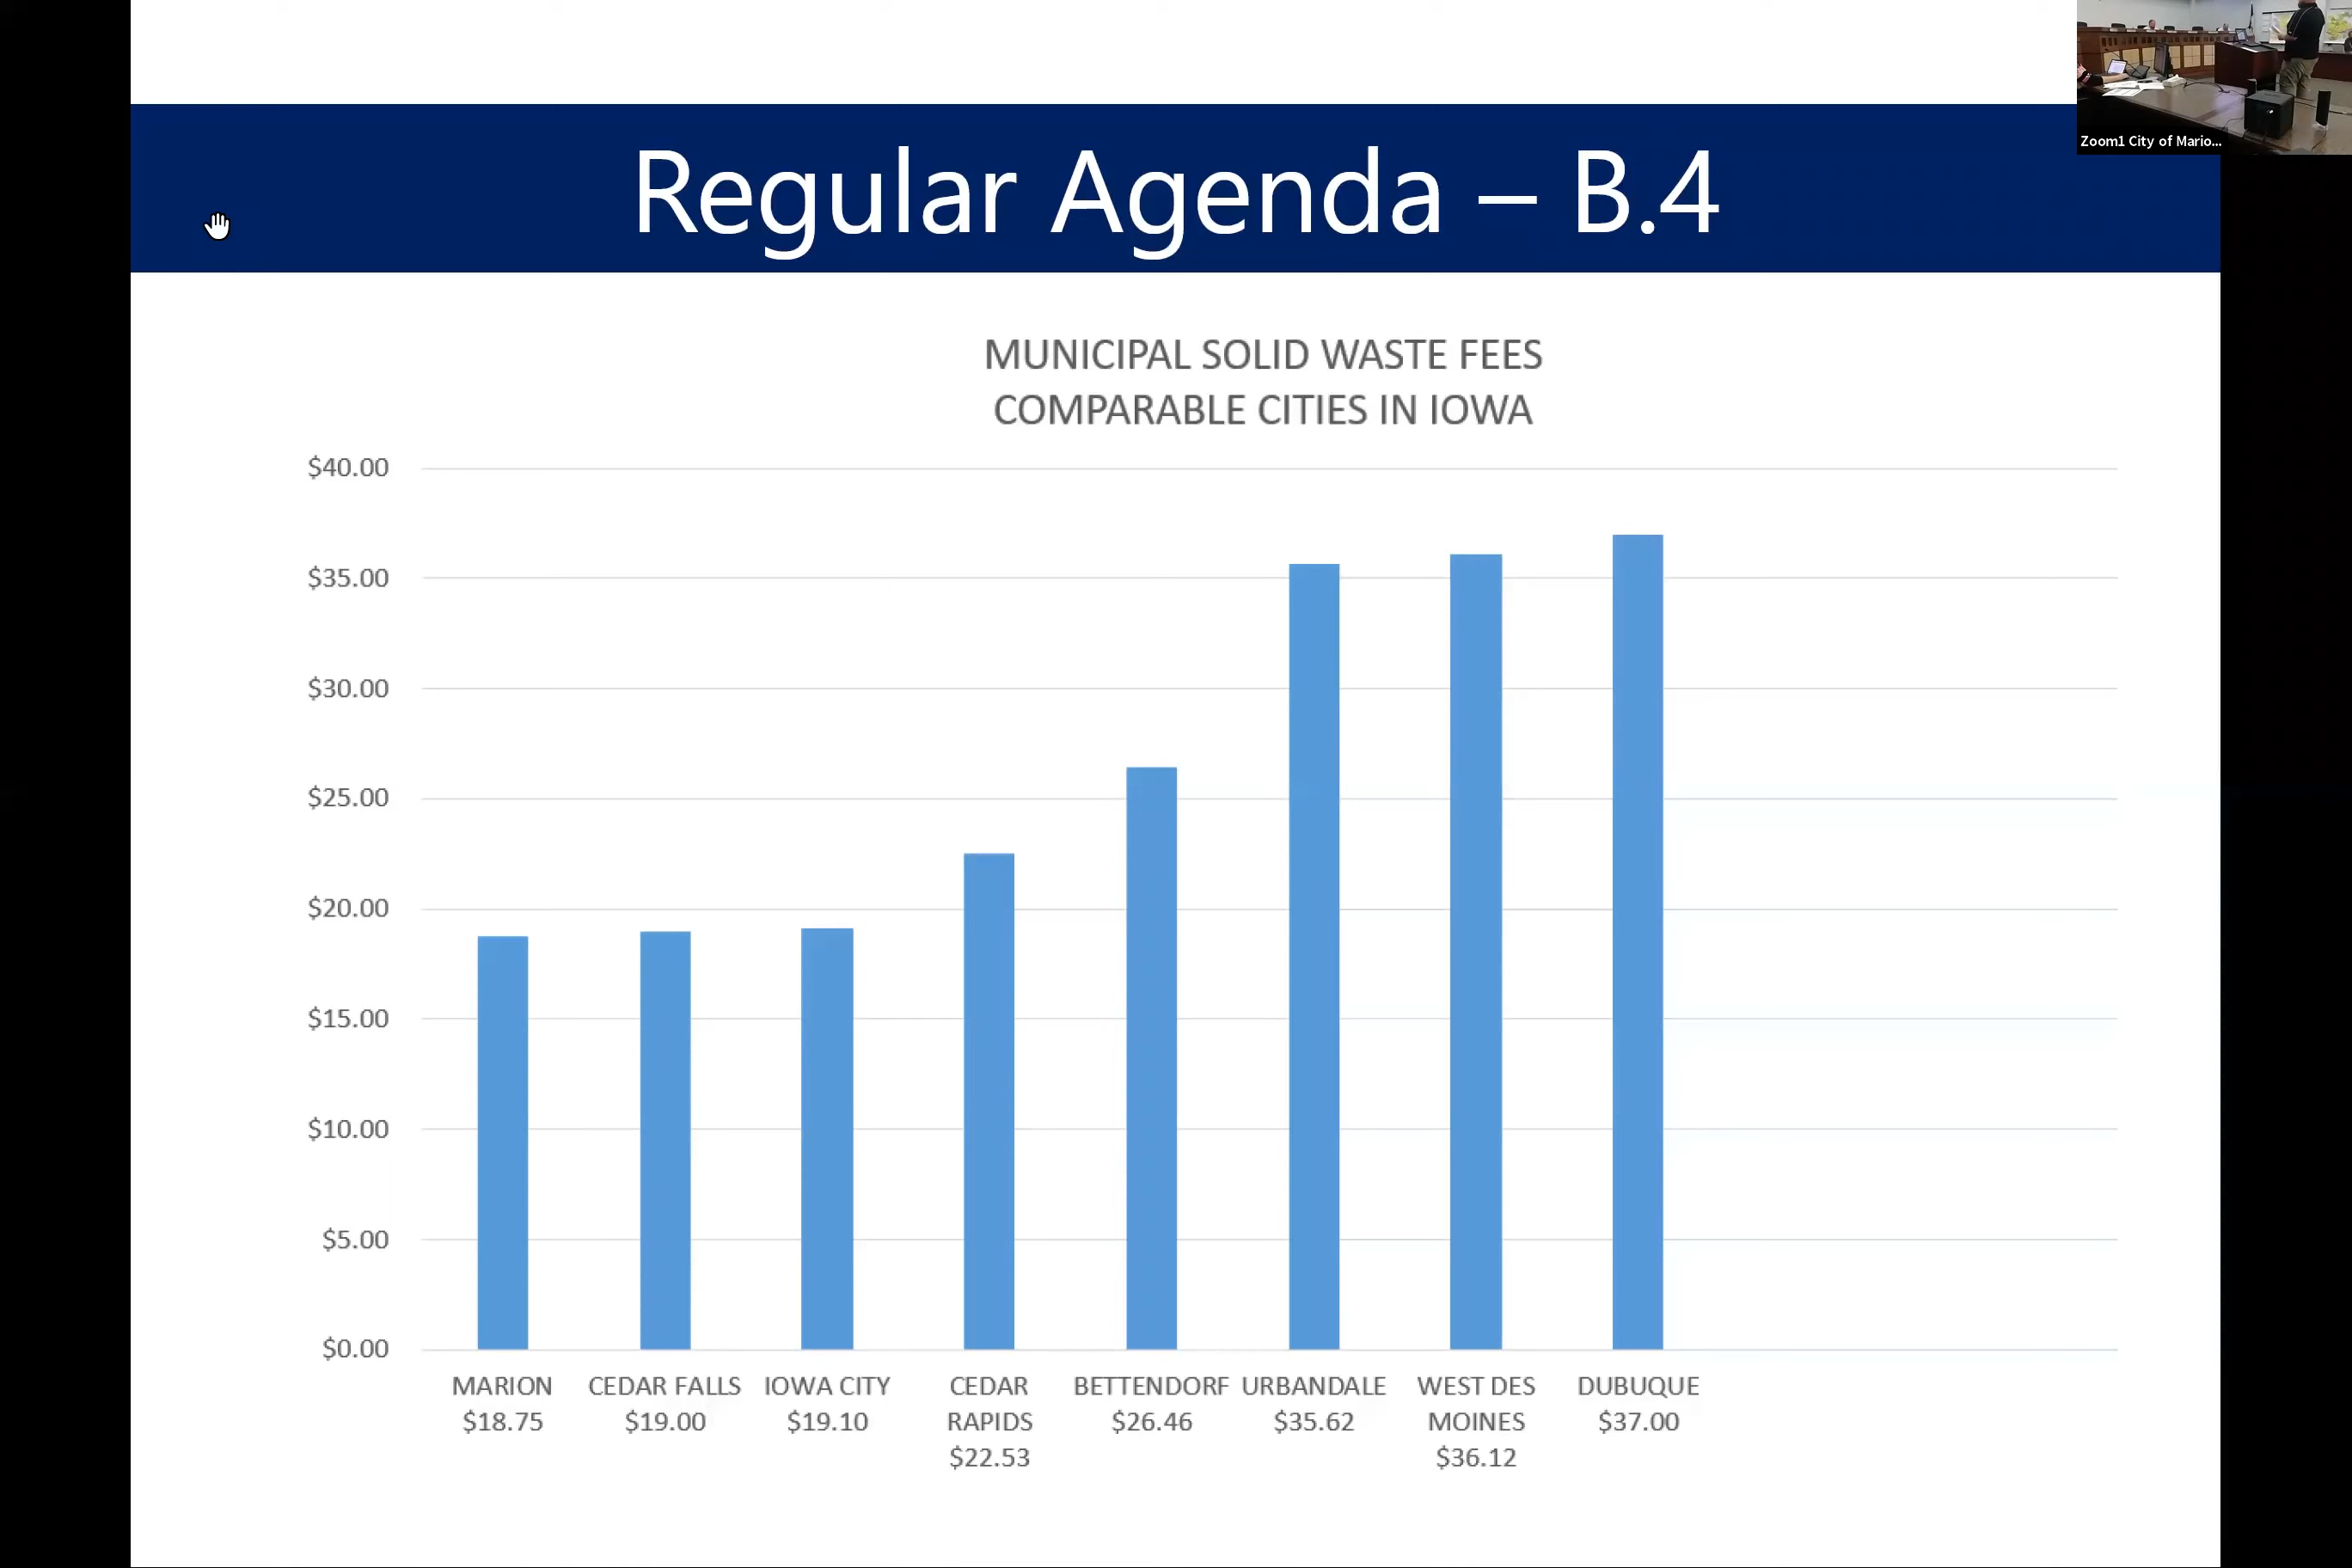 Zoom1 City of Mario...
Regular Agenda – B.4
MUNICIPAL SOLID WASTE FEES
COMPARABLE CITIES IN IOWA
$40.00
$35.00
$30.00
$25.00
$20.00
$15.00
$10.00
$5.00
$0.00
MARION
$18.75
CEDAR FALLS
$19.00
IOWA CITY
$19.10
CEDAR
RAPIDS
$22.53
BETTENDORF
$26.46
URBANDALE
$35.62
WEST DES
MOINES
$36.12
DUBUQUE
$37.00